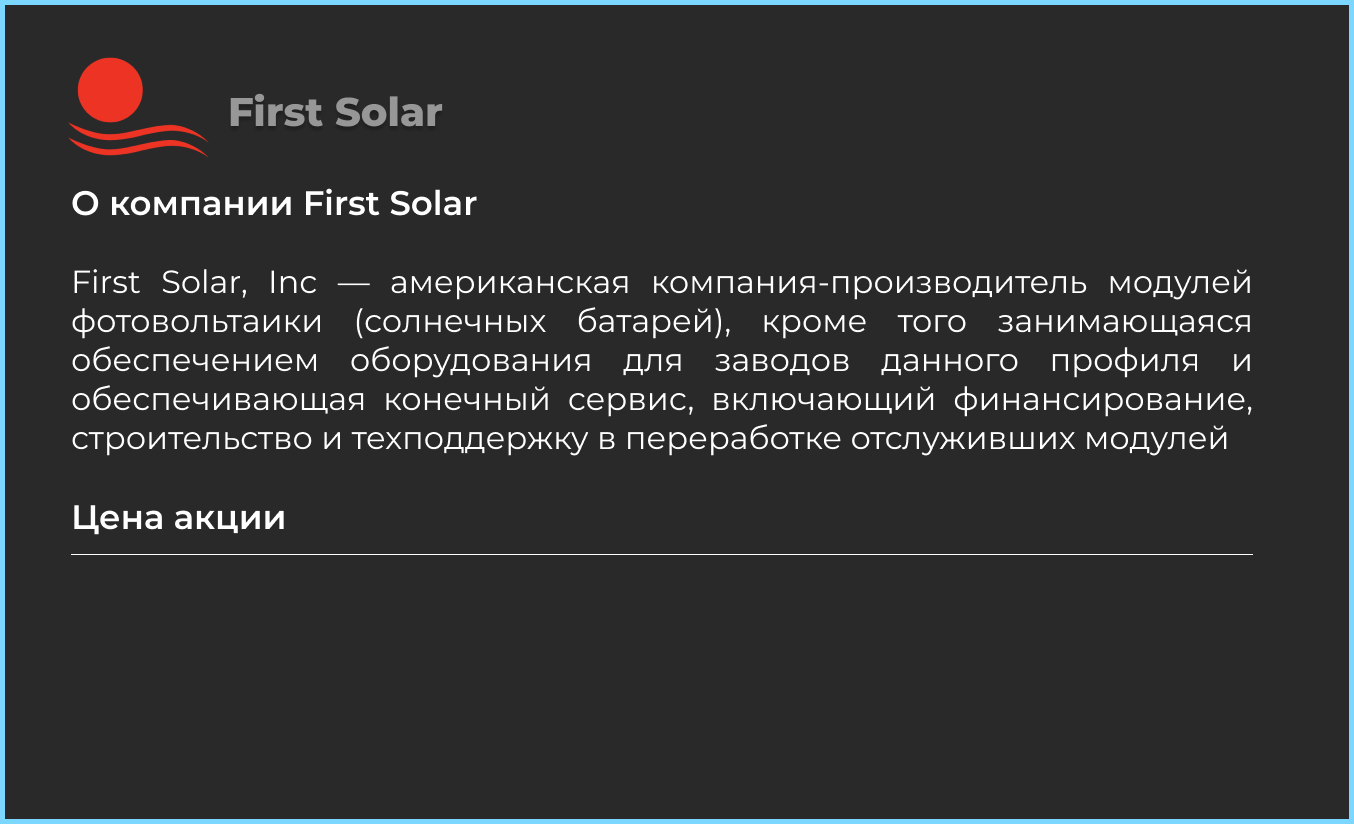 First Solar
О компании First Solar
First Solar, Inc — американская компания-производитель модулей
фотовольтаики (солнечных батарей), кроме того занимающаяся
обеспечением оборудования для заводов данного профиля и
обеспечивающая конечный сервис, включающий финансирование,
строительство и техподдержку в переработке отслуживших модулей
Цена акции